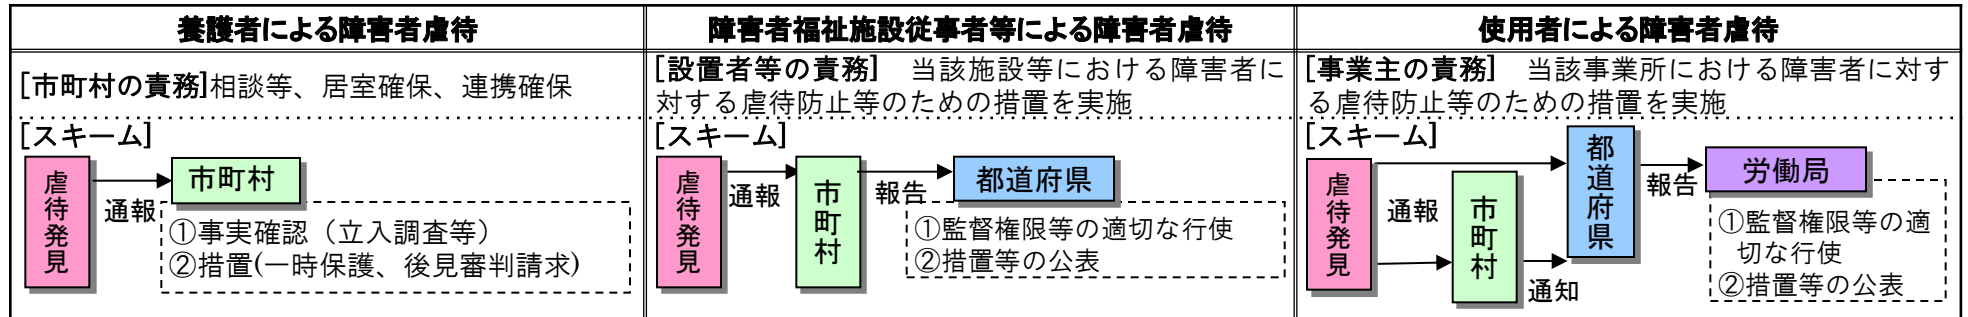 養護者による障害者虐待
[市町村の責務]相談等、居室確保、連携確保
[スキーム]
虐待発見
通報
市町村
①事実確認（立入調査等）
②措置(一時保護、後見審判請求)
障害者福祉施設従事者等による障害者虐待
[設置者等の責務]　当該施設等における障害者に
対する虐待防止等のための措置を実施
[スキーム]
虐待発見
通報
市町村
報告
都道府県
①監督権限等の適切な行使
②措置等の公表
使用者による障害者虐待
[事業主の責務]　当該事業所における障害者に対す
る虐待防止等のための措置を実施
[スキーム]
虐待発見
通報
市町村
通知
都道府県
報告
労働局
①監督権限等の適
切な行使
②措置等の公表